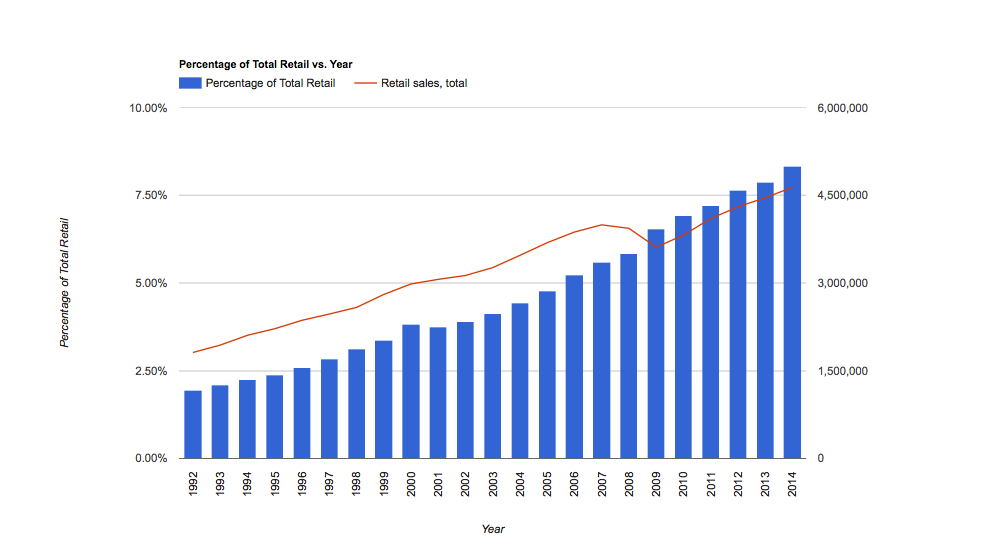 Percentage of Total Retail vs. Year
Percentage of Total Retail Retail sales, total
10.00% 6,000,000
7.50% 4,500,000
5.00% 3,000,000
2.50% 1,500,000
0.00% 0
Percentage of Total Retail
1992 1993 1994 1995 1996 1997 1998 1999 2000 2001 2002 2003 2004 2005 2006 2007 2008 2009 2010 2011 2012 2013 2014
Year